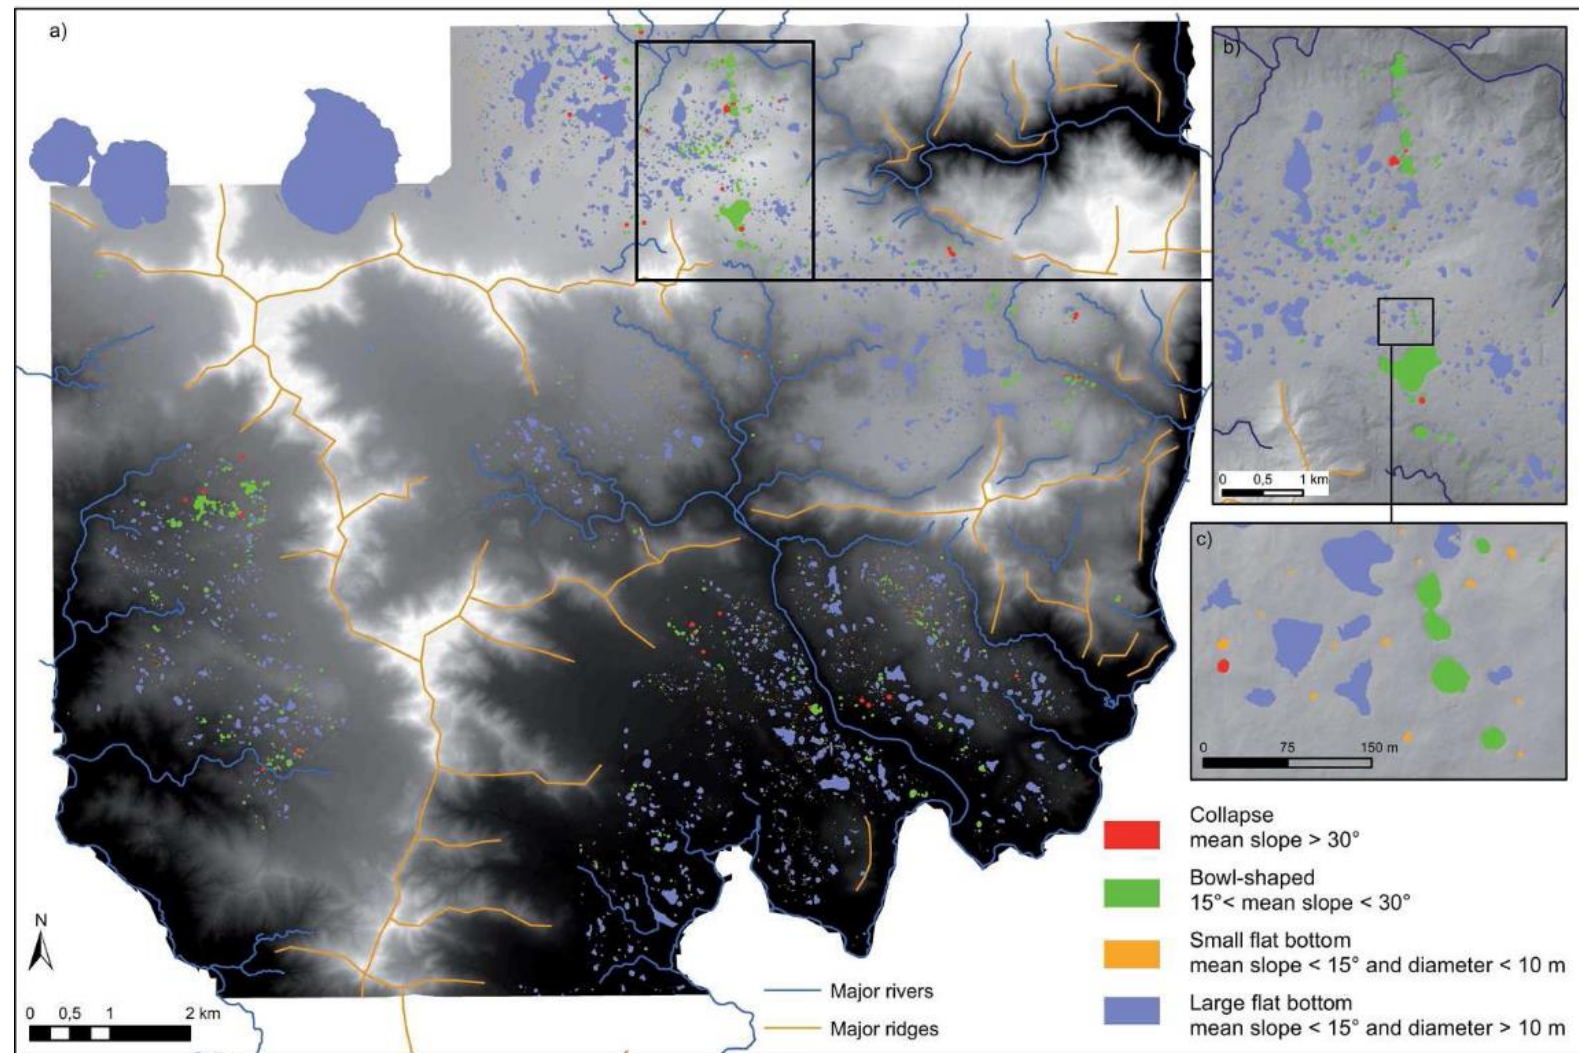 a)
b)
0 0,5 1 km
c)
0 75 150 m
Collapse
mean slope > 30°
Bowl-shaped
15°< mean slope < 30°
Small flat bottom
mean slope < 15° and diameter < 10 m
Large flat bottom
mean slope < 15° and diameter > 10 m
N
0 0,5 1 2 km
Major rivers
Major ridges